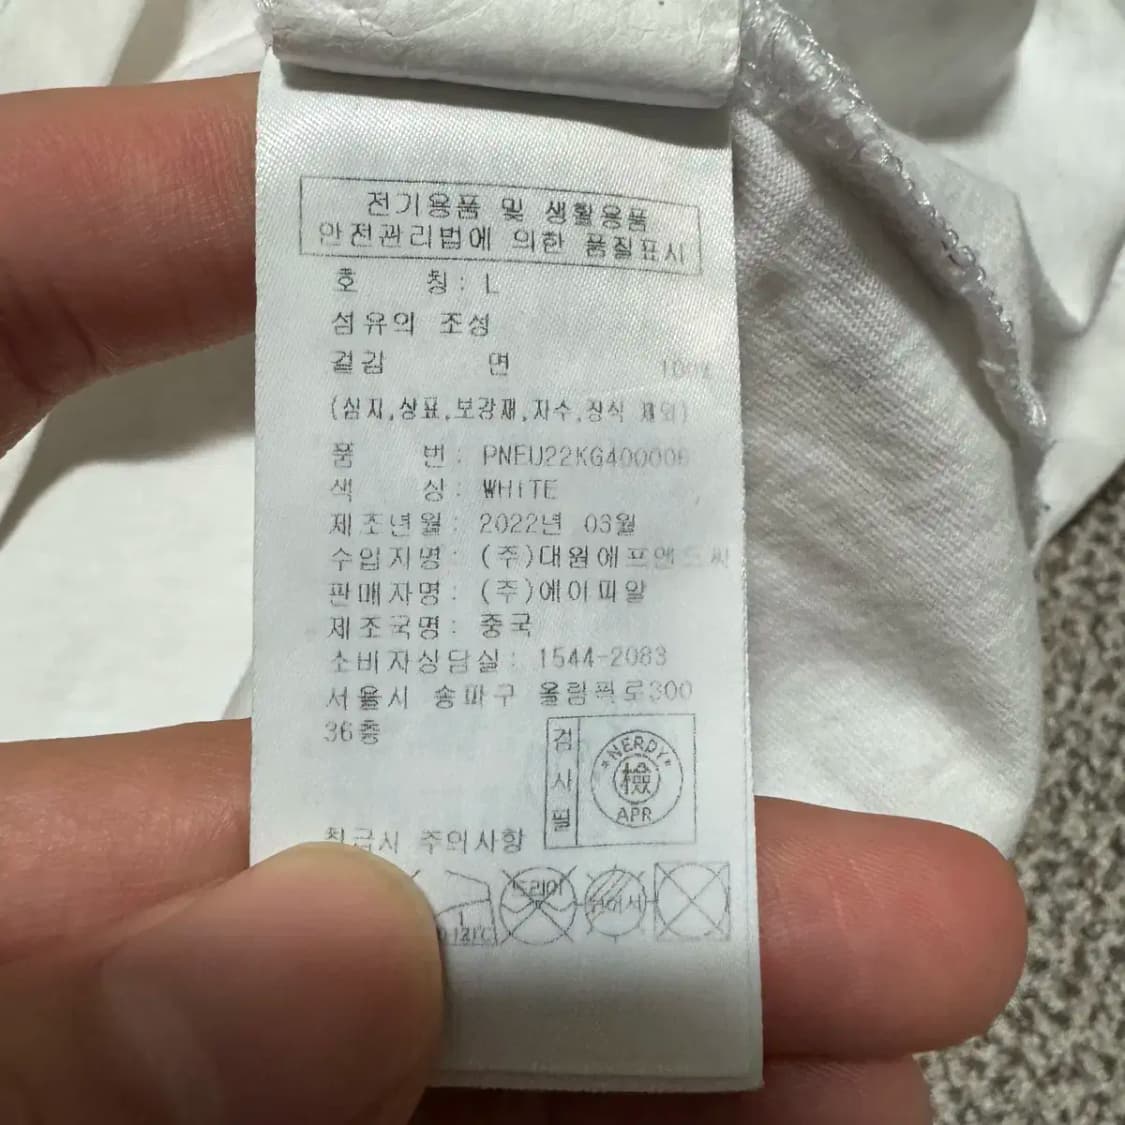 전기용품 및 생활용품
안전관리법에 의한 품질표시
호 칭: L
섬유의 조성
겉감 면 100%
(심지,상표,보강재,자수,장식 제외)
품 번: PNEU22KG400006
색 상: WHITE
제조년월: 2022년 03월
수입자명: (주)대원에프앤드씨
판매자명: (주)에이피알
제조국명: 중국
소비자상담실: 1544-2083
서울시 송파구 올림픽로300
36층
검사필
"NERDY"
檢
APR
취급시 주의사항
드라이
뉘어서